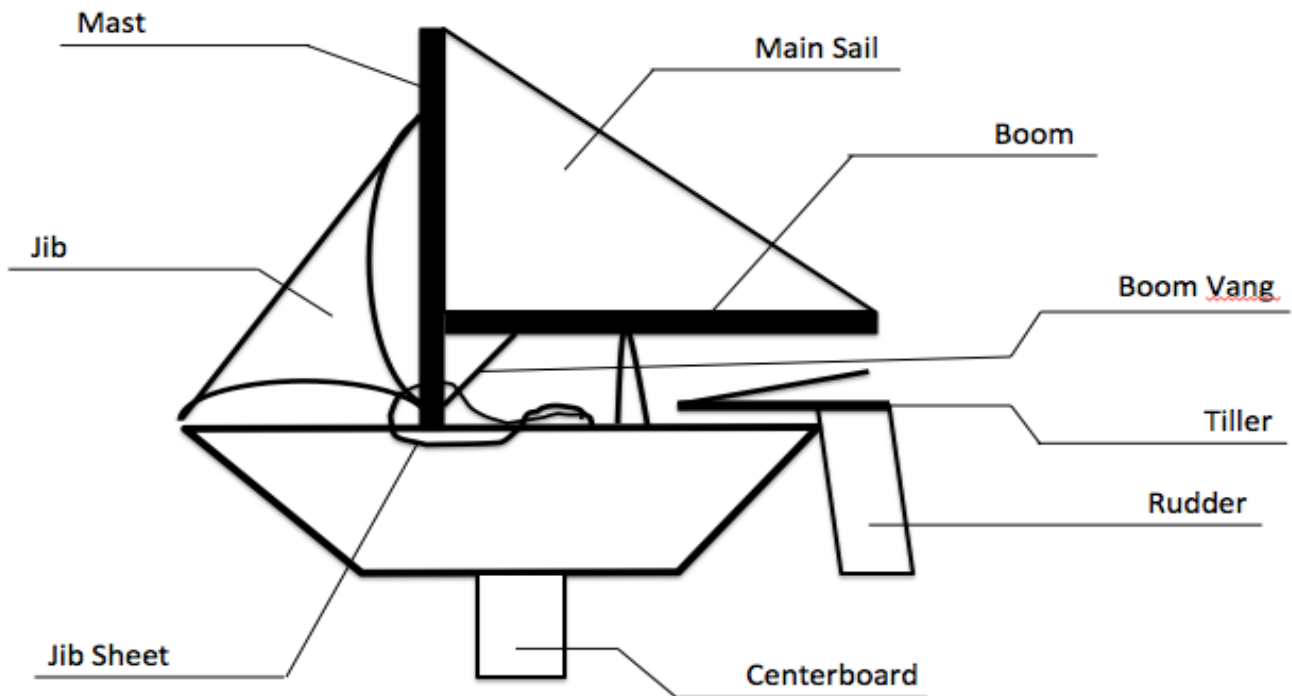 Mast
Main Sail
Boom
Jib
Boom Vang
Tiller
Rudder
Jib Sheet
Centerboard